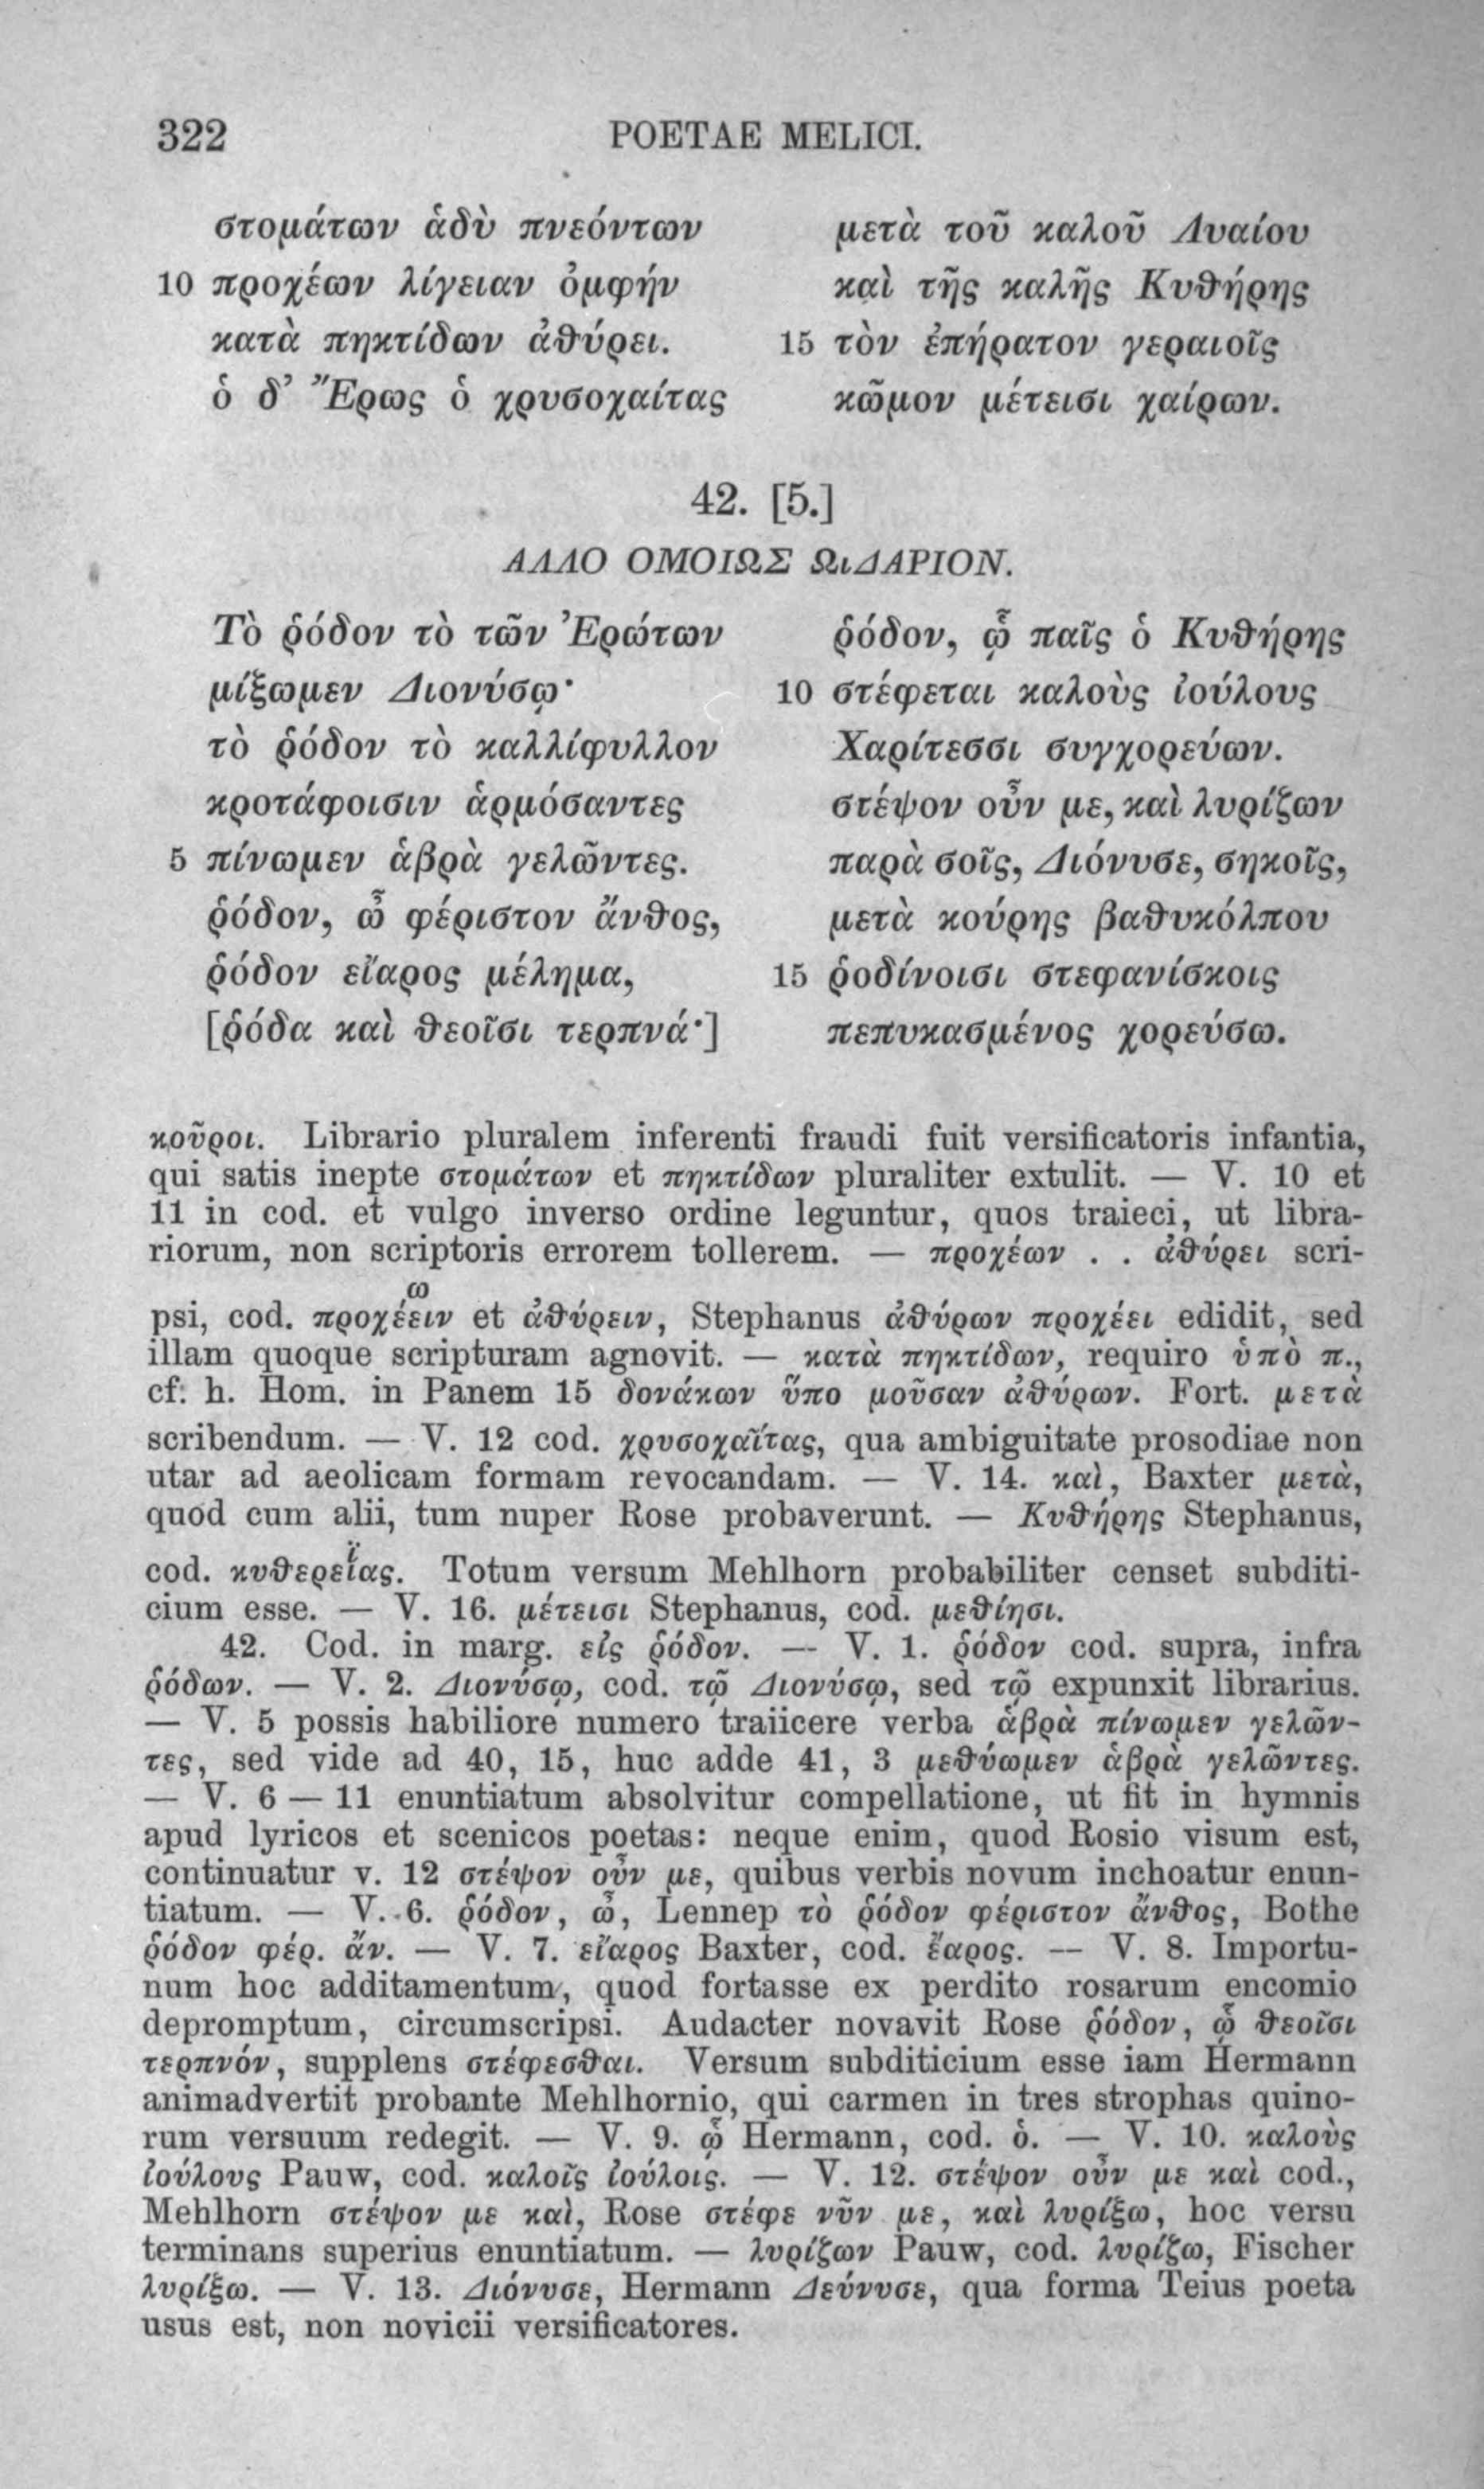 322 POETAE MELICI.
στομάτων ἁδὺ πνεόντων
10 προχέων λίγειαν ὀμφήν
κατὰ πηκτίδων ἀθύρει.
ὁ δ’ Ἔρως ὁ χρυσοχαίτας
μετὰ τοῦ καλοῦ Λυαίου
καὶ τῆς καλῆς Κυθήρης
15 τὸν ἐπήρατον γεραιοῖς
κῶμον μέτεισι χαίρων.
42. [5.]
ΑΛΛΟ ΟΜΟΙΩΣ ΩιΔΑΡΙΟΝ.
Τὸ ῥόδον τὸ τῶν Ἐρώτων
μίξωμεν Διονύσῳ·
τὸ ῥόδον τὸ καλλίφυλλον
κροτάφοισιν ἁρμόσαντες
5 πίνωμεν ἁβρὰ γελῶντες.
ῥόδον, ὦ φέριστον ἄνθος,
ῥόδον εἴαρος μέλημα,
[ῥόδα καὶ θεοῖσι τερπνά·]
ῥόδον, ᾧ παῖς ὁ Κυθήρης
10 στέφεται καλοὺς ἰούλους
Χαρίτεσσι συγχορεύων.
στέψον οὖν με, καὶ λυρίζων
παρὰ σοῖς, Διόνυσε, σηκοῖς,
μετὰ κούρης βαθυκόλπου
15 ῥοδίνοισι στεφανίσκοις
πεπυκασμένος χορεύσω.
κοῦροι. Librario pluralem inferenti fraudi fuit versificatoris infantia,
qui satis inepte στομάτων et πηκτίδων pluraliter extulit. — V. 10 et
11 in cod. et vulgo inverso ordine leguntur, quos traieci, ut libra-
riorum, non scriptoris errorem tollerem. — προχέων . . ἀθύρει scri-
ω
psi, cod. προχέειν et ἀθύρειν, Stephanus ἀθύρων προχέει edidit, sed
illam quoque scripturam agnovit. — κατὰ πηκτίδων, requiro ὑπὸ π.,
cf. h. Hom. in Panem 15 δονάκων ὕπο μοῦσαν ἀθύρων. Fort. μετὰ
scribendum. — V. 12 cod. χρυσοχαῖτας, qua ambiguitate prosodiae non
utar ad aeolicam formam revocandam. — V. 14. καὶ, Baxter μετὰ,
quod cum alii, tum nuper Rose probaverunt. — Κυθήρης Stephanus,
cod. κυθερείας. Totum versum Mehlhorn probabiliter censet subditi-
cium esse. — V. 16. μέτεισι Stephanus, cod. μεθίησι.
42. Cod. in marg. εἰς ῥόδον. — V. 1. ῥόδον cod. supra, infra
ῥόδων. — V. 2. Διονύσῳ, cod. τῷ Διονύσῳ, sed τῷ expunxit librarius.
— V. 5 possis habiliore numero traiicere verba ἁβρὰ πίνωμεν γελῶν-
τες, sed vide ad 40, 15, huc adde 41, 3 μεθύωμεν ἁβρὰ γελῶντες.
— V. 6 — 11 enuntiatum absolvitur compellatione, ut fit in hymnis
apud lyricos et scenicos poetas: neque enim, quod Rosio visum est,
continuatur v. 12 στέψον οὖν με, quibus verbis novum inchoatur enun-
tiatum. — V. 6. ῥόδον, ὦ, Lennep τὸ ῥόδον φέριστον ἄνθος, Bothe
ῥόδον φέρ. ἄν. — V. 7. εἴαρος Baxter, cod. ἔαρος. — V. 8. Importu-
num hoc additamentum, quod fortasse ex perdito rosarum encomio
depromptum, circumscripsi. Audacter novavit Rose ῥόδον, ᾧ θεοῖσι
τερπνόν, supplens στέφεσθαι. Versum subditicium esse iam Hermann
animadvertit probante Mehlhornio, qui carmen in tres strophas quino-
rum versuum redegit. — V. 9. ᾧ Hermann, cod. ὁ. — V. 10. καλοὺς
ἰούλους Pauw, cod. καλοῖς ἰούλοις. — V. 12. στέψον οὖν με καὶ cod.,
Mehlhorn στέψον με καὶ, Rose στέφε νῦν με, καὶ λυρίξω, hoc versu
terminans superius enuntiatum. — λυρίζων Pauw, cod. λυρίζω, Fischer
λυρίξω. — V. 13. Διόνυσε, Hermann Δεύνυσε, qua forma Teius poeta
usus est, non novicii versificatores.